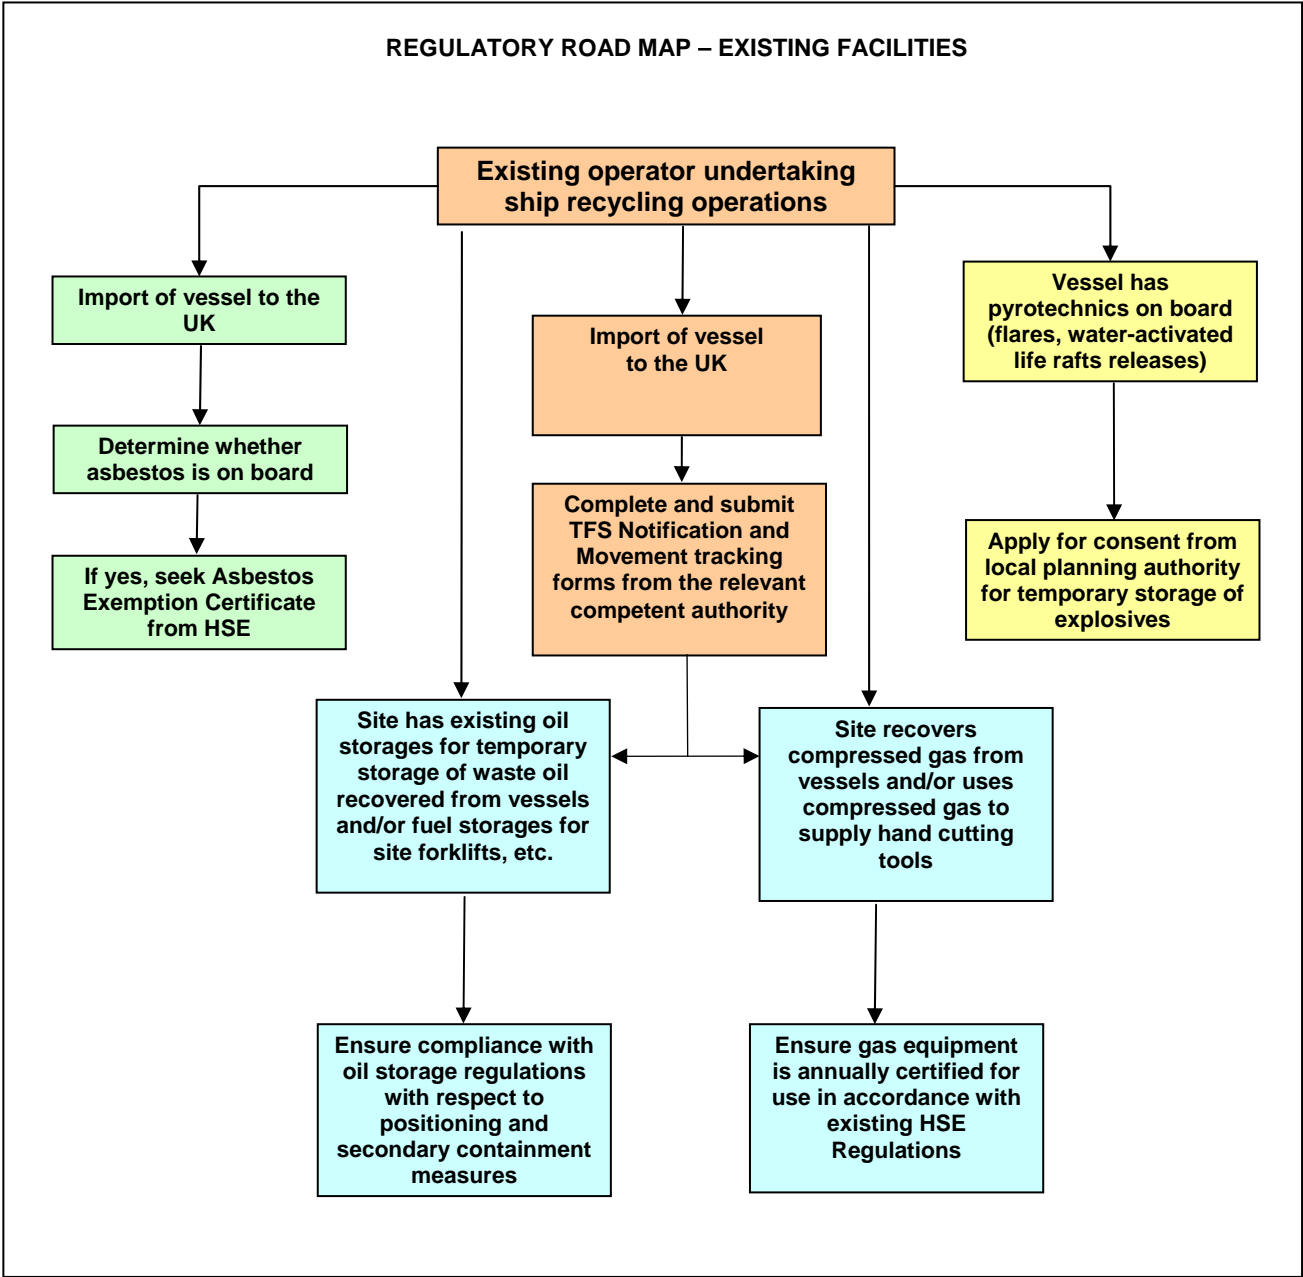 REGULATORY ROAD MAP – EXISTING FACILITIES
Existing operator undertaking
ship recycling operations
Import of vessel to the
UK
Determine whether
asbestos is on board
If yes, seek Asbestos
Exemption Certificate
from HSE
Import of vessel
to the UK
Complete and submit
TFS Notification and
Movement tracking
forms from the relevant
competent authority
Vessel has
pyrotechnics on board
(flares, water-activated
life rafts releases)
Apply for consent from
local planning authority
for temporary storage of
explosives
Site has existing oil
storages for temporary
storage of waste oil
recovered from vessels
and/or fuel storages for
site forklifts, etc.
Site recovers
compressed gas from
vessels and/or uses
compressed gas to
supply hand cutting
tools
Ensure compliance with
oil storage regulations
with respect to
positioning and
secondary containment
measures
Ensure gas equipment
is annually certified for
use in accordance with
existing HSE
Regulations